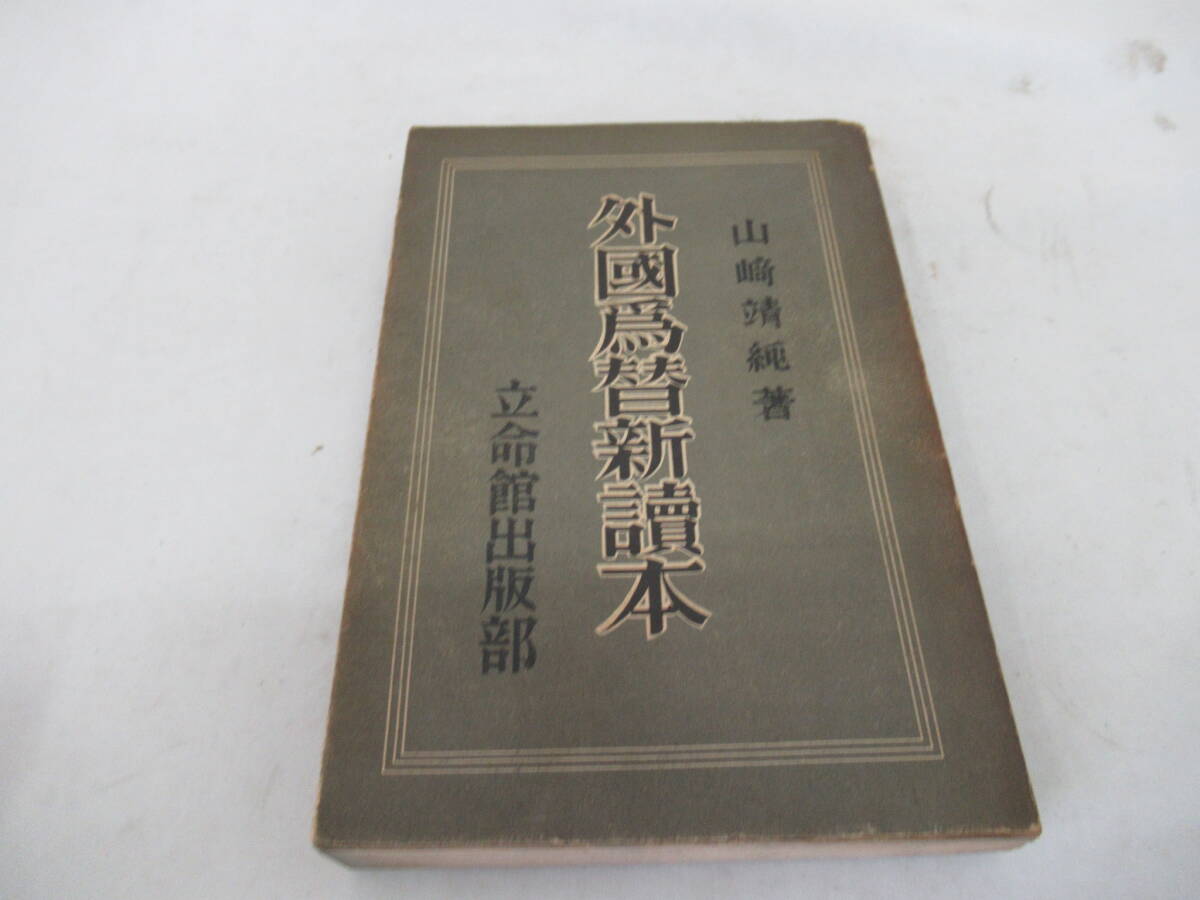 山崎靖純著
外國爲替新讀本
立命館出版部